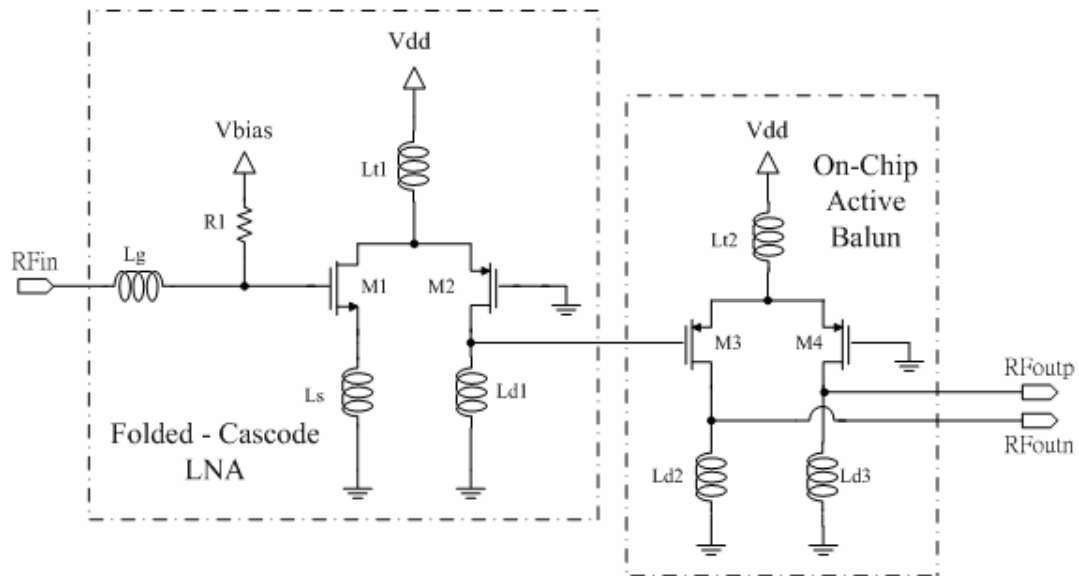 Vdd
Vbias
Lt1
R1
RFin
Lg
M1
M2
Ls
Ld1
Folded - Cascode
LNA
Vdd
On-Chip
Active
Balun
Lt2
M3
M4
RFoutp
RFoutn
Ld2
Ld3